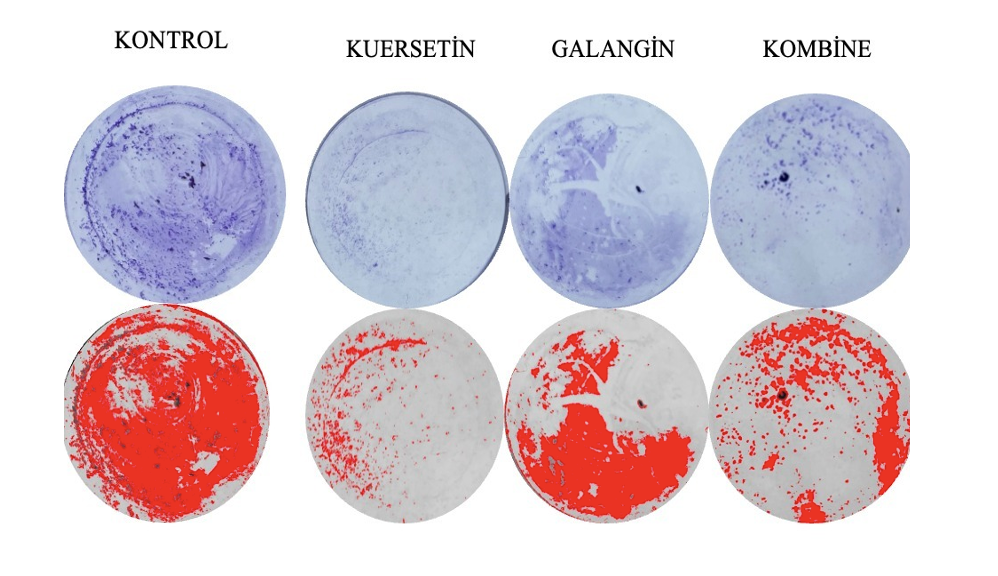 KONTROL
KUERSETİN
GALANGİN
KOMBİNE